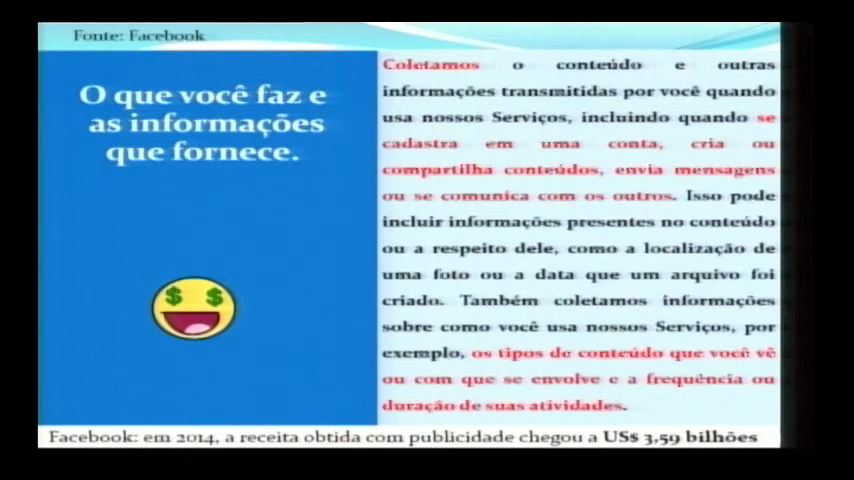 Fonte: Facebook
O que você faz e
as informações
que fornece.
Coletamos o conteúdo e outras
informações transmitidas por você quando
usa nossos Serviços, incluindo quando se
cadastra em uma conta, cria ou
compartilha conteúdos, envia mensagens
ou se comunica com os outros. Isso pode
incluir informações presentes no conteúdo
ou a respeito dele, como a localização de
uma foto ou a data que um arquivo foi
criado. Também coletamos informações
sobre como você usa nossos Serviços, por
exemplo, os tipos de conteúdo que você vê
ou com que se envolve e a frequência ou
duração de suas atividades.
Facebook: em 2014, a receita obtida com publicidade chegou a US$ 3,59 bilhões